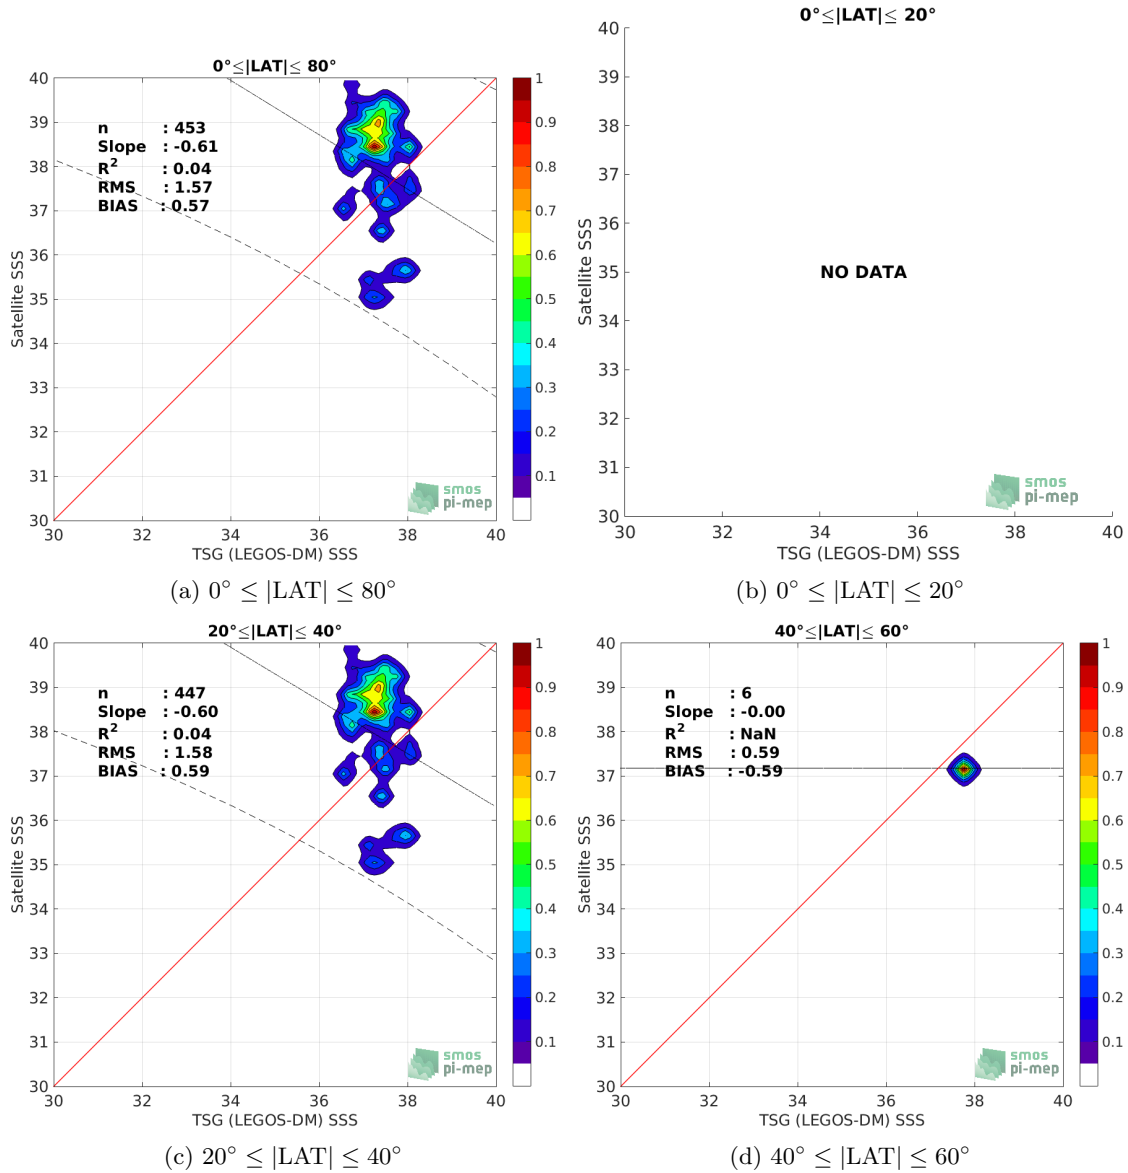 0°≤|LAT|≤ 80°
Satellite SSS
40
39
38
37
36
35
34
33
32
31
30
n : 453
Slope : -0.61
R² : 0.04
RMS : 1.57
BIAS : 0.57
1
0.9
0.8
0.7
0.6
0.5
0.4
0.3
0.2
0.1
smos
pi-mep
30 32 34 36 38 40
TSG (LEGOS-DM) SSS
(a) 0° ≤ |LAT| ≤ 80°
0°≤|LAT|≤ 20°
Satellite SSS
40
39
38
37
36
35
34
33
32
31
30
NO DATA
smos
pi-mep
30 32 34 36 38 40
TSG (LEGOS-DM) SSS
(b) 0° ≤ |LAT| ≤ 20°
20°≤|LAT|≤ 40°
Satellite SSS
40
39
38
37
36
35
34
33
32
31
30
n : 447
Slope : -0.60
R² : 0.04
RMS : 1.58
BIAS : 0.59
1
0.9
0.8
0.7
0.6
0.5
0.4
0.3
0.2
0.1
smos
pi-mep
30 32 34 36 38 40
TSG (LEGOS-DM) SSS
(c) 20° ≤ |LAT| ≤ 40°
40°≤|LAT|≤ 60°
Satellite SSS
40
39
38
37
36
35
34
33
32
31
30
n : 6
Slope : -0.00
R² : NaN
RMS : 0.59
BIAS : -0.59
1
0.9
0.8
0.7
0.6
0.5
0.4
0.3
0.2
0.1
smos
pi-mep
30 32 34 36 38 40
TSG (LEGOS-DM) SSS
(d) 40° ≤ |LAT| ≤ 60°